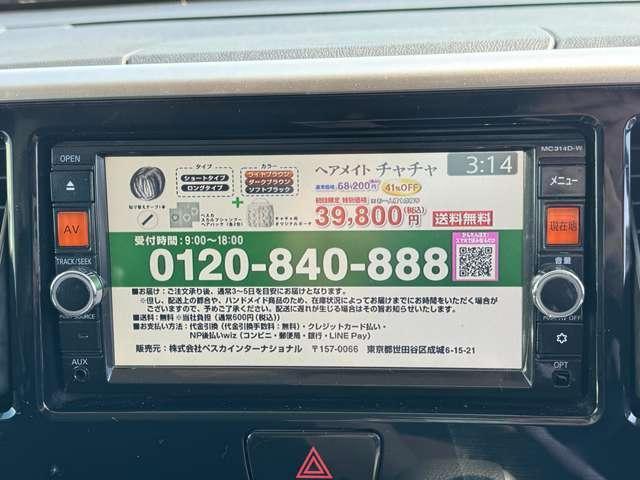 MC314D-W
OPEN
タイプ
カラー
ショートタイプ
ロングタイプ
ライトブラウン
ダークブラウン
ソフトブラック
ヘアメイト チャチャ
3:14
メニュー
68,200円
41%OFF
初回限定 特別価格
39,800円(税込)
送料無料
AV
現在地
受付時間:9:00~18:00
0120-840-888
TRACK/SEEK
音量
■お届け:ご注文承り後、通常3~5日を目安にお届けとなります。
※但し、配送上の都合や、ハンドメイド商品のため、在庫状況によってお届けまでにお時間をいただく場合が
ございますので、予めご了承ください。配送に遅れが生じる場合はその旨お知らせいたします。
■送料:無料 ※当社負担(通常600円(税込))
■お支払い方法:代金引換(代金引換手数料:無料)・クレジットカード払い・
NP後払いwiz(コンビニ・郵便局・銀行・LINE Pay)
販売元:株式会社ベスカインターナショナル 〒157-0066 東京都世田谷区成城6-15-21
AUX
OPT